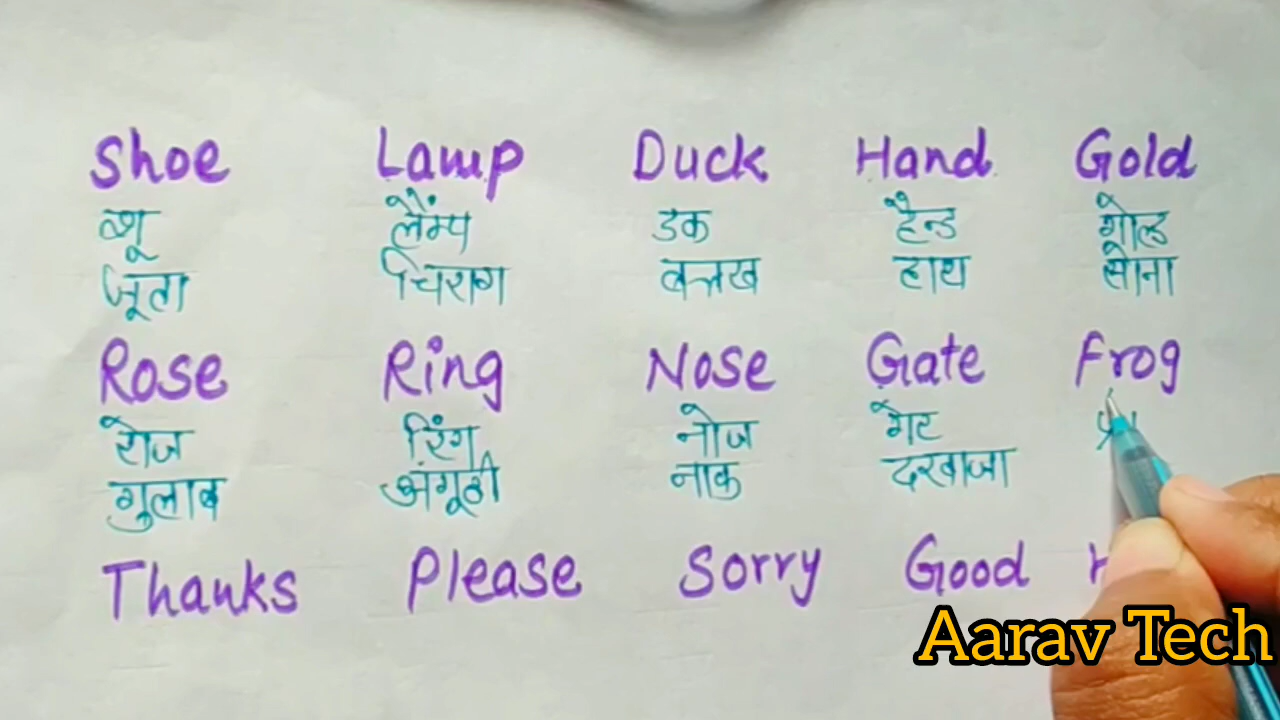 Shoe Lamp Duck Hand Gold
शू लैंम्प डक हैन्ड गोल्ड
जूता चिराग बत्तख हाथ सोना
Rose Ring Nose Gate Frog
रोज रिंग नोज गेट
गुलाब अंगूठी नाक दरवाजा
Thanks Please Sorry Good
Aarav Tech